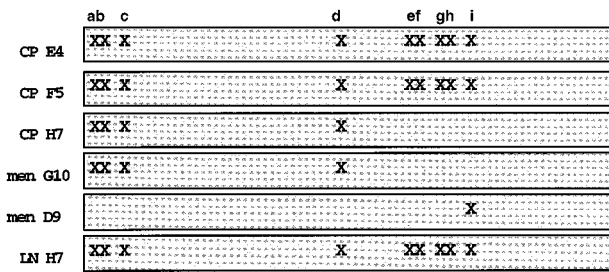 ab c d ef gh i
CP E4 XX X X XX XX X
CP F5 XX X X XX XX X
CP H7 XX X X
men G10 XX X X
men D9 X
LN H7 XX X X XX XX X